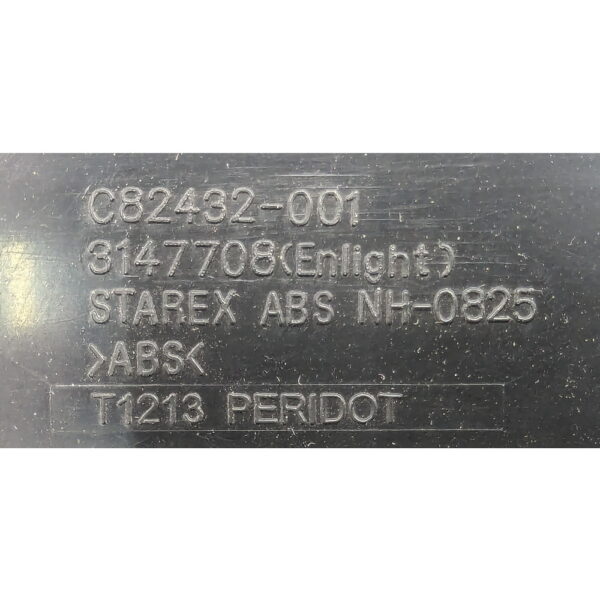 C82432-001
3147708(Enlight)
STAREX ABS NH-0825
>ABS<
T1213 PERIDOT